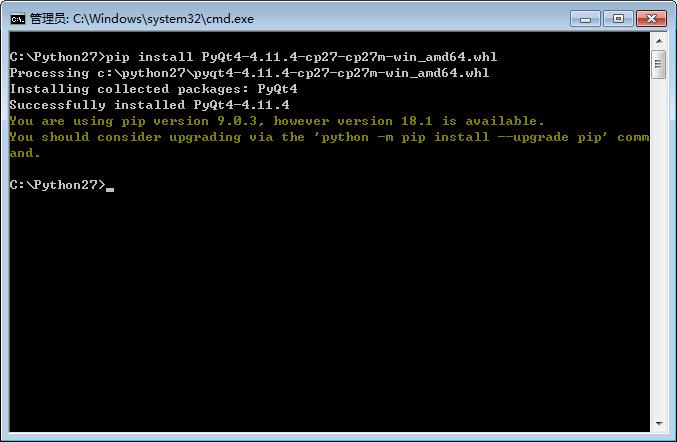 管理员: C:\Windows\system32\cmd.exe
C:\Python27>pip install PyQt4-4.11.4-cp27-cp27m-win_amd64.whl
Processing c:\python27\pyqt4-4.11.4-cp27-cp27m-win_amd64.whl
Installing collected packages: PyQt4
Successfully installed PyQt4-4.11.4
You are using pip version 9.0.3, however version 18.1 is available.
You should consider upgrading via the 'python -m pip install --upgrade pip' comm
and.
C:\Python27>